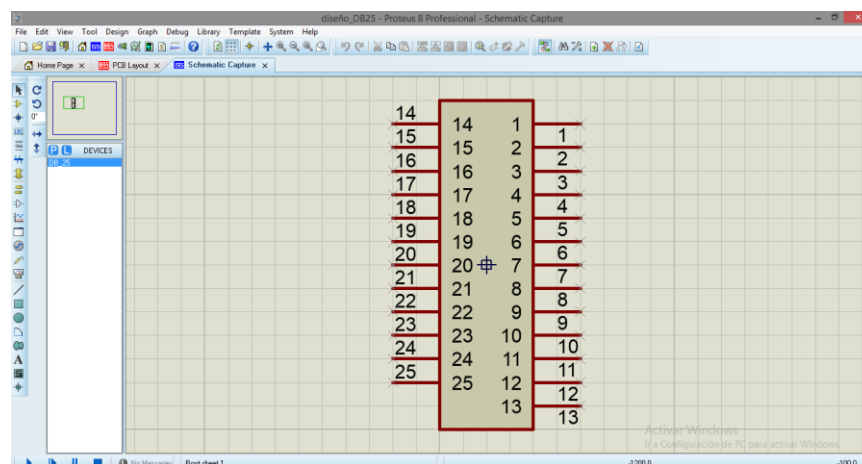 diseño_DB25 - Proteus 8 Professional - Schematic Capture
File Edit View Tool Design Graph Debug Library Template System Help
Home Page x PCB Layout x Schematic Capture x
0°
P L DEVICES
DB_25
14 14 1 1
15 15 2 2
16 16 3 3
17 17 4 4
18 18 5 5
19 19 6 6
20 20 7 7
21 21 8 8
22 22 9 9
23 23 10 10
24 24 11 11
25 25 12 12
13 13
Activar Windows
Ir a Configuración de PC para activar Windows.
No Messages Root sheet 1 -1200.0 -100.0